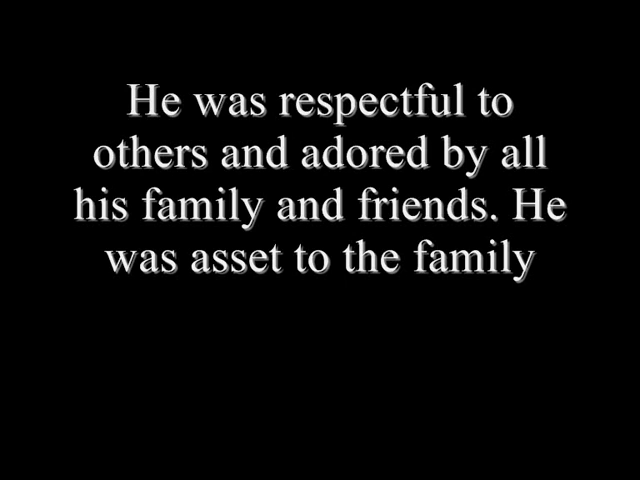 He was respectful to
others and adored by all
his family and friends. He
was asset to the family